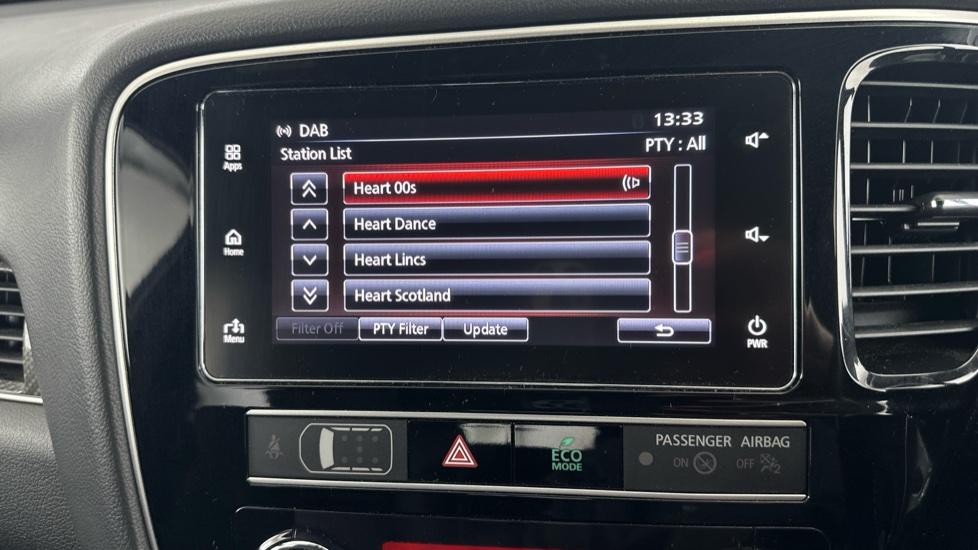 DAB
13:33
Station List
PTY : All
Heart 00s
Heart Dance
Heart Lincs
Heart Scotland
Filter Off
PTY Filter
Update
Apps
Home
Menu
PWR
ECO
MODE
PASSENGER AIRBAG
ON
OFF
2